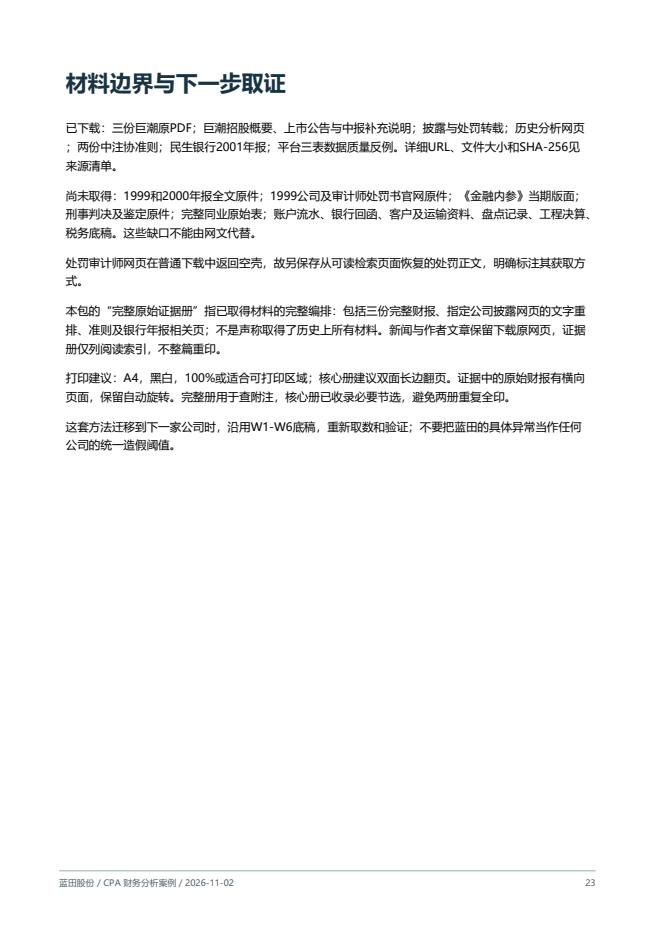 材料边界与下一步取证
已下载：三份巨潮原PDF；巨潮招股概要、上市公告与中报补充说明；披露与处罚转载；历史分析网页
；两份中注协准则；民生银行2001年报；平台三表数据质量反例。详细URL、文件大小和SHA-256见
来源清单。
尚未取得：1999和2000年报全文原件；1999公司及审计师处罚书官网原件；《金融内参》当期版面；
刑事判决及鉴定原件；完整同业原始表；账户流水、银行回函、客户及运输资料、盘点记录、工程决算、
税务底稿。这些缺口不能由网文代替。
处罚审计师网页在普通下载中返回空壳，故另保存从可读检索页面恢复的处罚正文，明确标注其获取方
式。
本包的“完整原始证据册”指已取得材料的完整编排：包括三份完整财报、指定公司披露网页的文字重
排、准则及银行年报相关页；不是声称取得了历史上所有材料。新闻与作者文章保留下载原网页，证据
册仅列阅读索引，不整篇重印。
打印建议：A4，黑白，100%或适合可打印区域；核心册建议双面长边翻页。证据中的原始财报有横向
页面，保留自动旋转。完整册用于查附注，核心册已收录必要节选，避免两册重复全印。
这套方法迁移到下一家公司时，沿用W1-W6底稿，重新取数和验证；不要把蓝田的具体异常当作任何
公司的统一造假阈值。
蓝田股份 / CPA 财务分析案例 / 2026-11-02
23